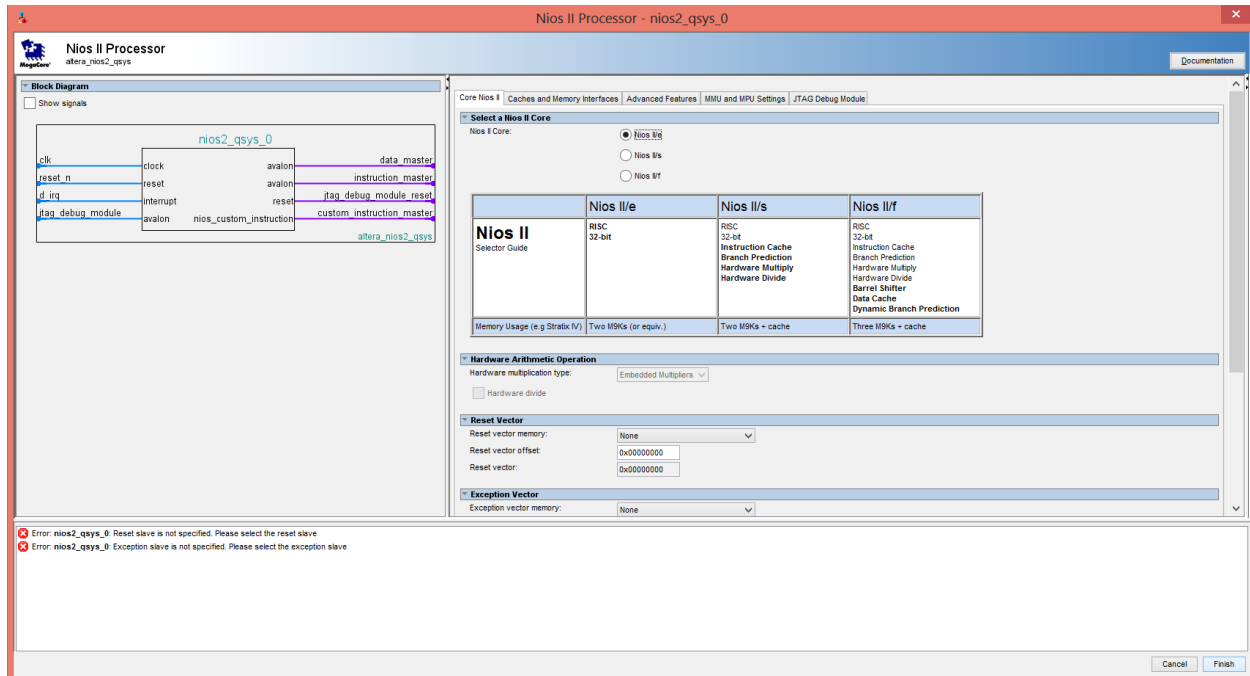 Nios II Processor - nios2_qsys_0
Nios II Processor
altera_nios2_qsys
MegaCore'
Documentation
Block Diagram
Show signals
nios2_qsys_0
clk
clock
avalon
data_master
reset_n
reset
avalon
instruction_master
d_irq
interrupt
reset
jtag_debug_module_reset
jtag_debug_module
avalon
nios_custom_instruction
custom_instruction_master
altera_nios2_qsys
Core Nios II
Caches and Memory Interfaces
Advanced Features
MMU and MPU Settings
JTAG Debug Module
Select a Nios II Core
Nios II Core:
Nios II/e
Nios II/s
Nios II/f
Nios II/e
Nios II/s
Nios II/f
Nios II
Selector Guide
RISC
32-bit
RISC
32-bit
Instruction Cache
Branch Prediction
Hardware Multiply
Hardware Divide
RISC
32-bit
Instruction Cache
Branch Prediction
Hardware Multiply
Hardware Divide
Barrel Shifter
Data Cache
Dynamic Branch Prediction
Memory Usage (e.g Stratix IV)
Two M9Ks (or equiv.)
Two M9Ks + cache
Three M9Ks + cache
Hardware Arithmetic Operation
Hardware multiplication type:
Embedded Multipliers
Hardware divide
Reset Vector
Reset vector memory:
None
Reset vector offset:
0x00000000
Reset vector:
0x00000000
Exception Vector
Exception vector memory:
None
Error: nios2_qsys_0: Reset slave is not specified. Please select the reset slave
Error: nios2_qsys_0: Exception slave is not specified. Please select the exception slave
Cancel
Finish